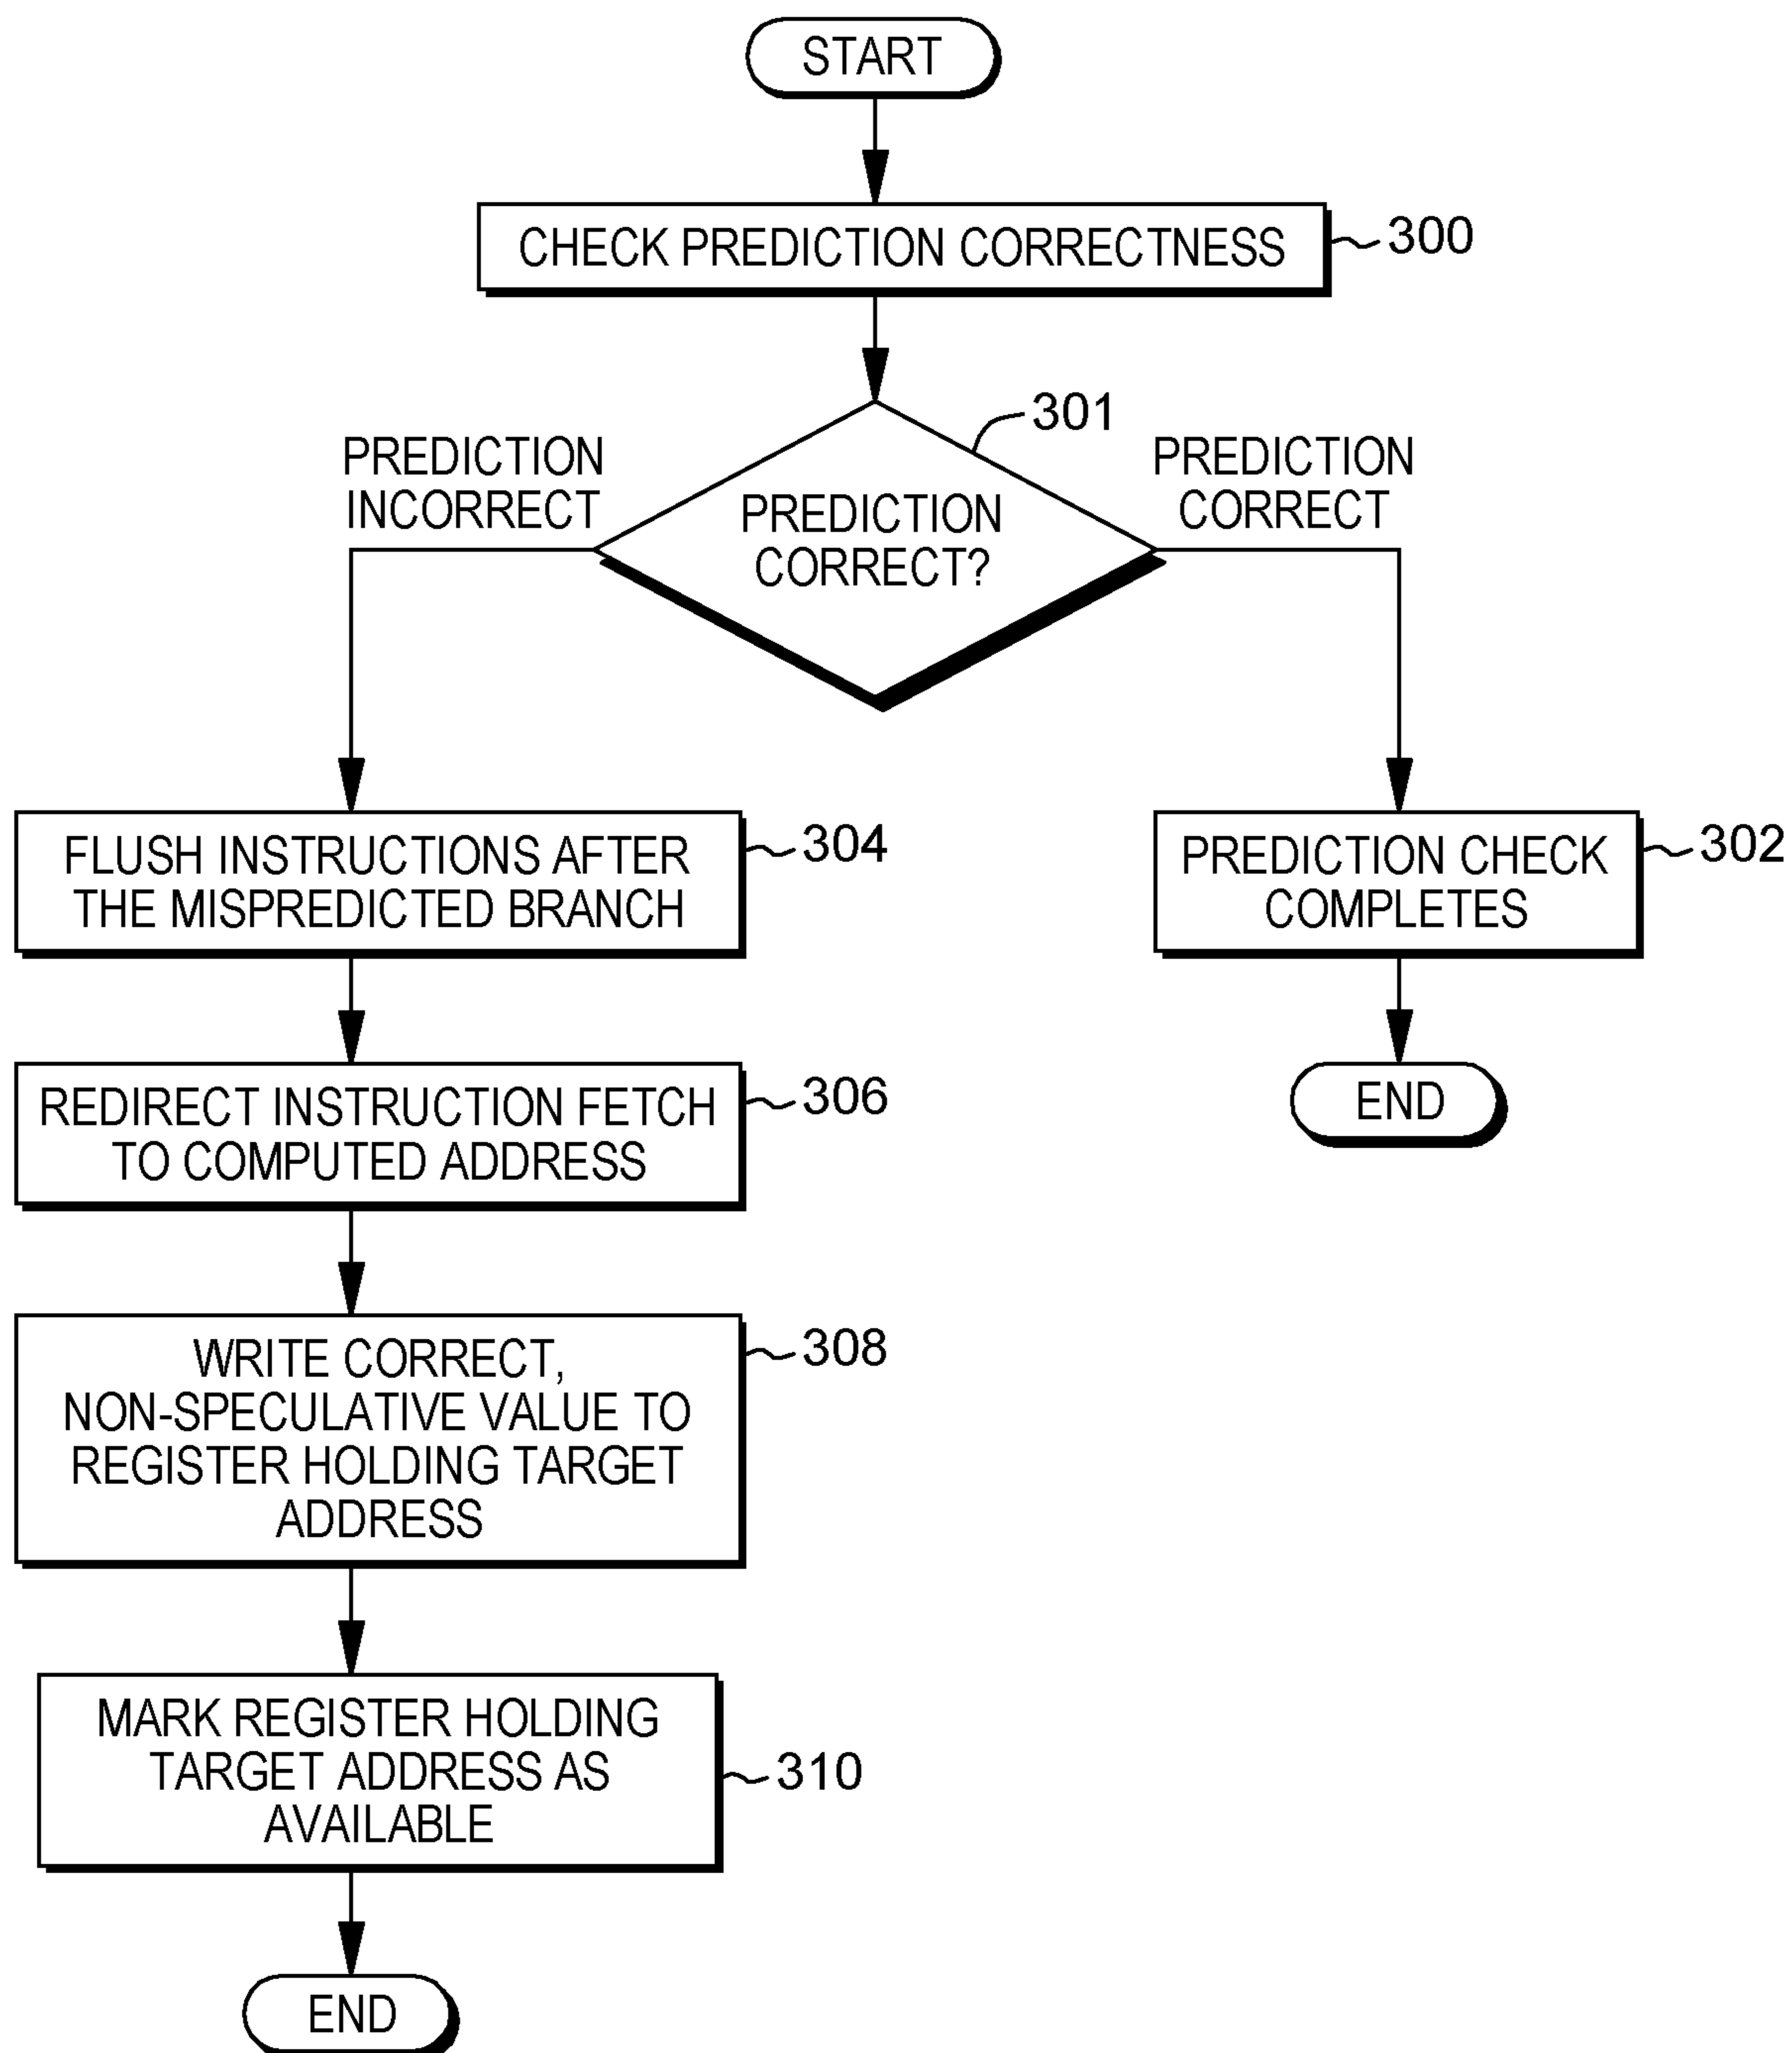 START
CHECK PREDICTION CORRECTNESS
300
301
PREDICTION
INCORRECT
PREDICTION
CORRECT?
PREDICTION
CORRECT
FLUSH INSTRUCTIONS AFTER
THE MISPREDICTED BRANCH
304
PREDICTION CHECK
COMPLETES
302
REDIRECT INSTRUCTION FETCH
TO COMPUTED ADDRESS
306
END
WRITE CORRECT,
NON-SPECULATIVE VALUE TO
REGISTER HOLDING TARGET
ADDRESS
308
MARK REGISTER HOLDING
TARGET ADDRESS AS
AVAILABLE
310
END